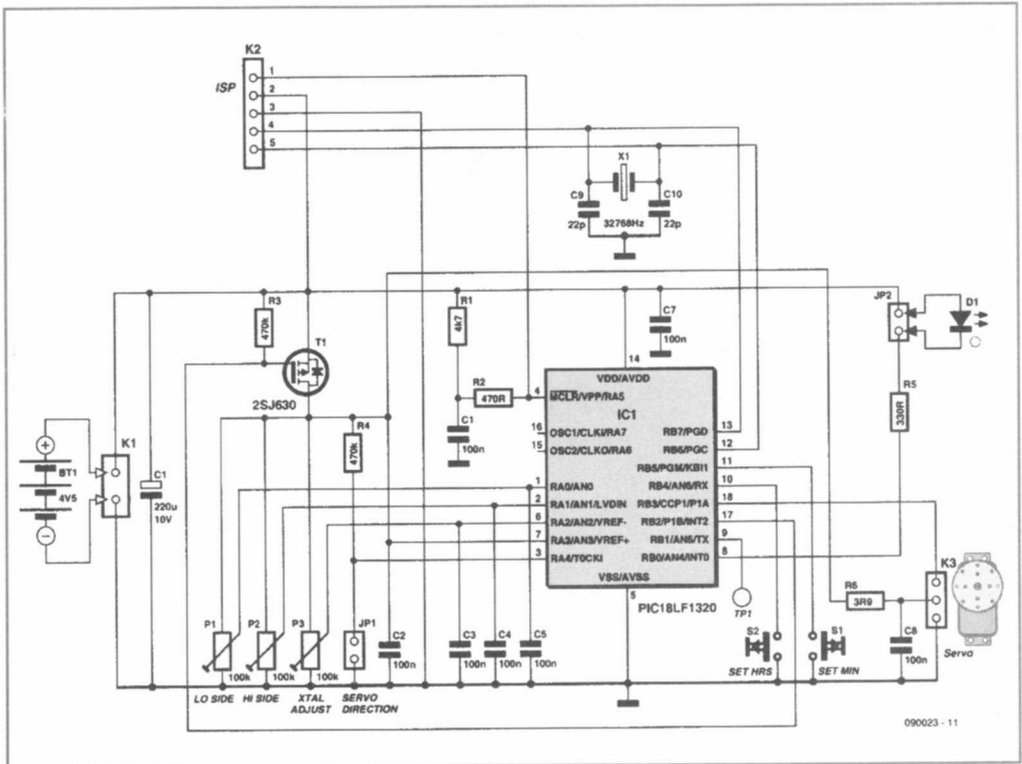 K2
ISP
1
2
3
4
5
X1
C9
22p
32768Hz
C10
22p
R3
470k
T1
2SJ630
R1
4k7
R2
470R
C1
100n
C7
100n
JP2
D1
R5
330R
K1
BT1
4V5
+
−
C1
220u
10V
R4
470k
14
VDD/AVDD
IC1
4
MCLR/VPP/RA5
16
OSC1/CLKI/RA7
15
OSC2/CLKO/RA6
1
RA0/AN0
2
RA1/AN1/LVDIN
6
RA2/AN2/VREF-
7
RA3/AN3/VREF+
3
RA4/T0CKI
RB7/PGD
13
RB6/PGC
12
RB5/PGM/KBI1
11
RB4/AN6/RX
10
RB3/CCP1/P1A
18
RB2/P1B/INT2
17
RB1/AN5/TX
9
RB0/AN4/INT0
8
VSS/AVSS
5
PIC18LF1320
TP1
K3
R6
3R9
C8
100n
Servo
P1
100k
LO SIDE
P2
100k
HI SIDE
P3
100k
XTAL
ADJUST
JP1
SERVO
DIRECTION
C2
100n
C3
100n
C4
100n
C5
100n
S2
SET HRS
S1
SET MIN
090023 - 11